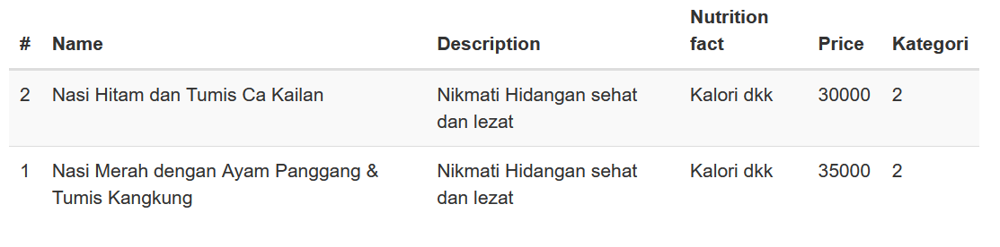 # Name Description Nutrition fact Price Kategori
2 Nasi Hitam dan Tumis Ca Kailan Nikmati Hidangan sehat dan lezat Kalori dkk 30000 2
1 Nasi Merah dengan Ayam Panggang & Tumis Kangkung Nikmati Hidangan sehat dan lezat Kalori dkk 35000 2